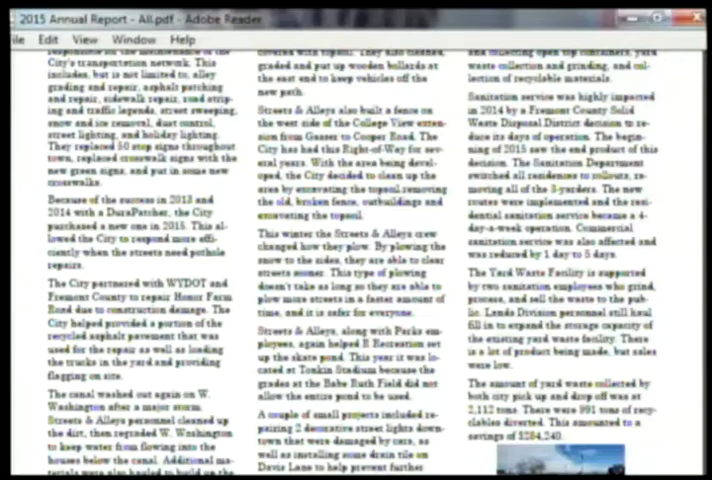 2015 Annual Report - All.pdf - Adobe Reader
ile Edit View Window Help
responsible for the maintenance of the
City's transportation network. This
includes, but is not limited to, alley
grading and repair, asphalt patching
and repair, sidewalk repair, road strip-
ing and traffic legends, street sweeping,
snow and ice removal, dust control,
street lighting, and holiday lighting.
They replaced 50 stop signs throughout
town, replaced crosswalk signs with the
new green signs, and put in some new
crosswalks.
Because of the success in 2013 and
2014 with a DuraPatcher, the City
purchased a new one in 2015. This al-
lowed the City to respond more effi-
ciently when the streets need pothole
repairs.
The City partnered with WYDOT and
Fremont County to repair Honor Farm
Road due to construction damage. The
City helped provided a portion of the
recycled asphalt pavement that was
used for the repair as well as loading
the trucks in the yard and providing
flagging on site.
The canal washed out again on W.
Washington after a major storm.
Streets & Alleys personnel cleaned up
the dirt, then regraded W. Washington
to keep water from flowing into the
houses below the canal. Additional ma-
terials were also hauled to build up the
covered with topsoil. They also cleaned,
graded and put up wooden bollards at
the east end to keep vehicles off the
new path.
Streets & Alleys also built a fence on
the west side of the College View exten-
sion from Gasser to Cooper Road. The
City has had this Right-of-Way for sev-
eral years. With the area being devel-
oped, the City decided to clean up the
area by excavating the topsoil removing
the old, broken fence, outbuildings and
excavating the topsoil.
This winter the Streets & Alleys crew
changed how they plow. By plowing the
snow to the sides, they are able to clear
streets sooner. This type of plowing
doesn't take as long so they are able to
plow more streets in a faster amount of
time, and it is safer for everyone.
Streets & Alleys, along with Parks em-
ployees, again helped R Recreation set
up the skate pond. This year it was lo-
cated at Tonkin Stadium because the
grades at the Babe Ruth Field did not
allow the entire pond to be used.
A couple of small projects included re-
pairing 2 decorative street lights down-
town that were damaged by cars, as
well as installing some drain tile on
Davis Lane to help prevent further
and collecting open top containers, yard
waste collection and grinding, and col-
lection of recyclable materials.
Sanitation service was highly impacted
in 2014 by a Fremont County Solid
Waste Disposal District decision to re-
duce its days of operation. The begin-
ning of 2015 saw the end product of this
decision. The Sanitation Department
switched all residences to rollouts, re-
moving all of the 3-yarders. The new
routes were implemented and the resi-
dential sanitation service became a 4-
day-a-week operation. Commercial
sanitation service was also affected and
was reduced by 1 day to 5 days.
The Yard Waste Facility is supported
by two sanitation employees who grind,
process, and sell the waste to the pub-
lic. Lands Division personnel still haul
fill in to expand the storage capacity of
the existing yard waste facility. There
is a lot of product being made, but sales
were low.
The amount of yard waste collected by
both city pick up and drop off was at
2,112 tons. There were 991 tons of recy-
clables diverted. This amounted to a
savings of $284,240.